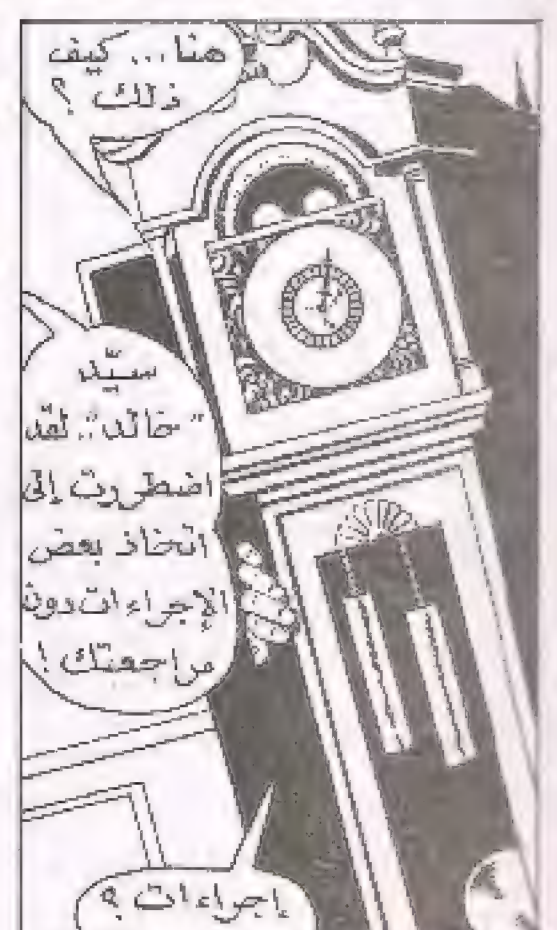 هنا... كيف
ذلك ؟
سيّد
"خالد".. لقد
اضطررت إلى
اتخاذ بعض
الإجراءات دون
مراجعتك !
إجراءات ؟